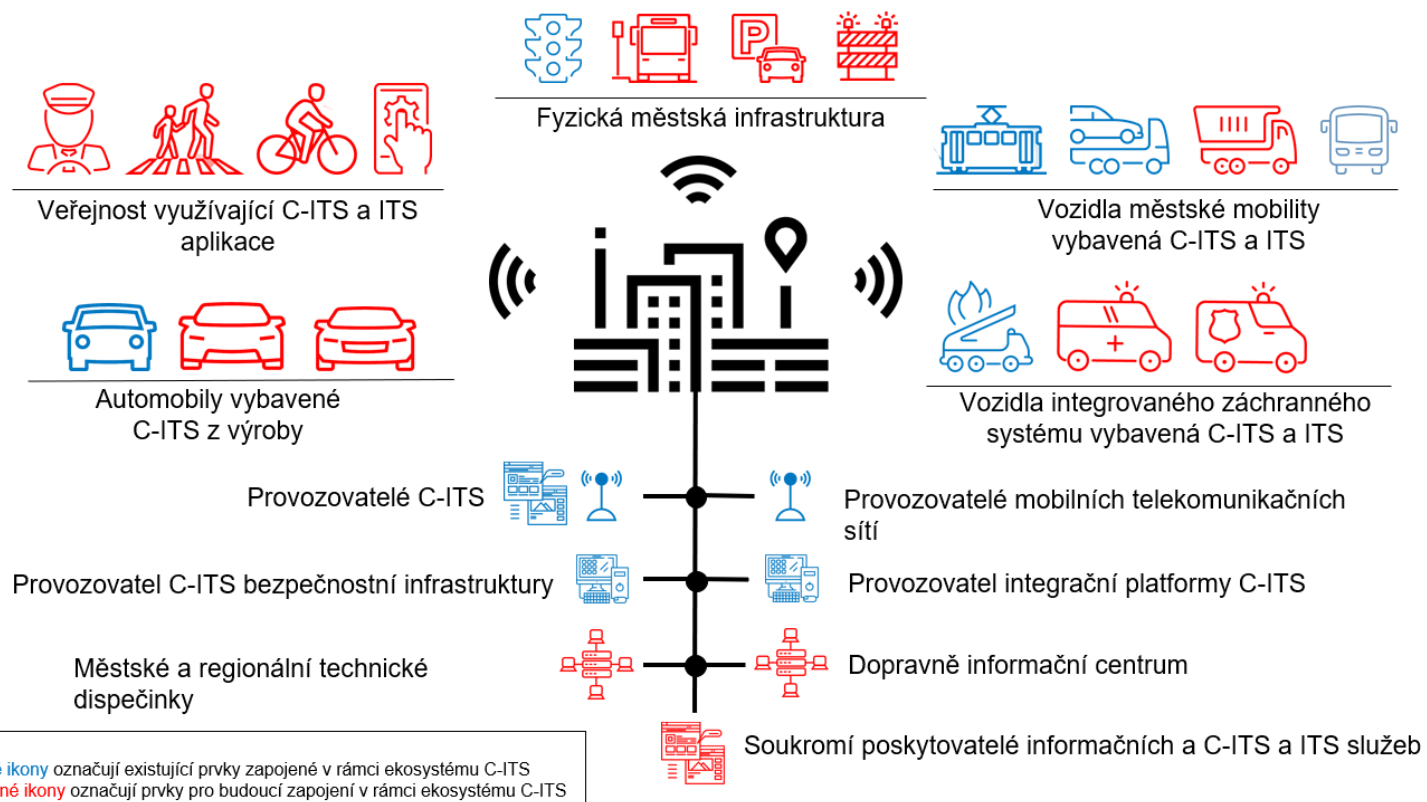 P
Fyzická městská infrastruktura
Veřejnost využívající C-ITS a ITS
aplikace
Vozidla městské mobility
vybavená C-ITS a ITS
Automobily vybavené
C-ITS z výroby
Vozidla integrovaného záchranného
systému vybavená C-ITS a ITS
Provozovatelé C-ITS
Provozovatelé mobilních telekomunikačních
sítí
Provozovatel C-ITS bezpečnostní infrastruktury
Provozovatel integrační platformy C-ITS
Městské a regionální technické
dispečinky
Dopravně informační centrum
Soukromí poskytovatelé informačních a C-ITS a ITS služeb
ikony označují existující prvky zapojené v rámci ekosystému C-ITS
ikony označují prvky pro budoucí zapojení v rámci ekosystému C-ITS